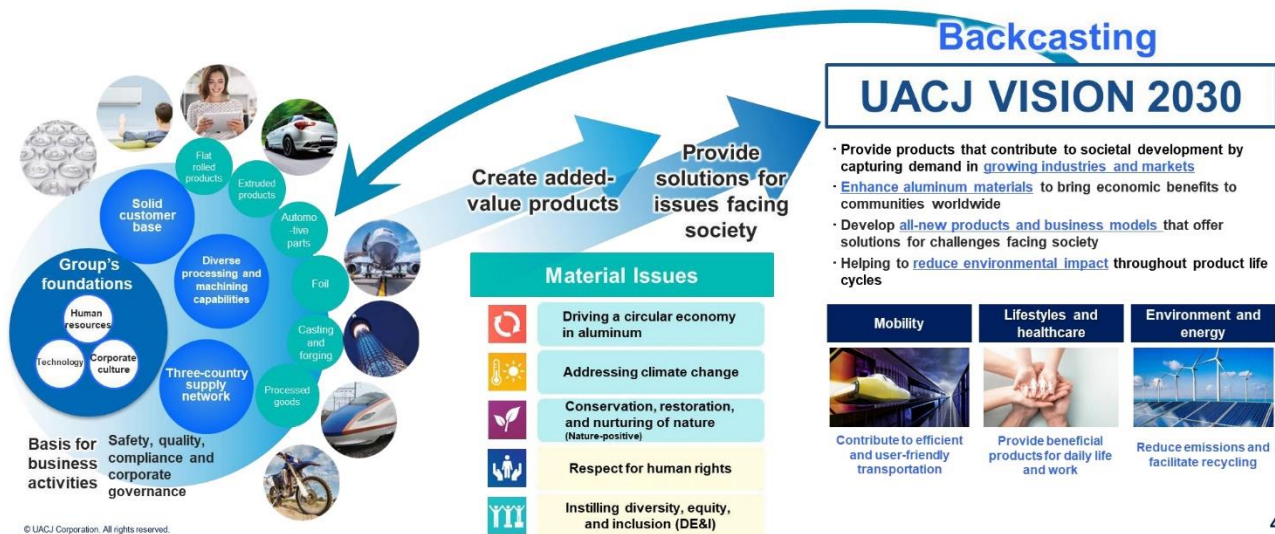 Backcasting
UACJ VISION 2030
· Provide products that contribute to societal development by
capturing demand in growing industries and markets
· Enhance aluminum materials to bring economic benefits to
communities worldwide
· Develop all-new products and business models that offer
solutions for challenges facing society
· Helping to reduce environmental impact throughout product life
cycles
Mobility
Lifestyles and
healthcare
Environment and
energy
Contribute to efficient
and user-friendly
transportation
Provide beneficial
products for daily life
and work
Reduce emissions and
facilitate recycling
Create added-
value products
Provide
solutions for
issues facing
society
Material Issues
Driving a circular economy
in aluminum
Addressing climate change
Conservation, restoration,
and nurturing of nature
(Nature-positive)
Respect for human rights
Instilling diversity, equity,
and inclusion (DE&I)
Flat
rolled
products
Extruded
products
Automo
-tive
parts
Foil
Casting
and
forging
Processed
goods
Solid
customer
base
Diverse
processing and
machining
capabilities
Three-country
supply
network
Group's
foundations
Human
resources
Technology
Corporate
culture
Basis for
business
activities
Safety, quality,
compliance and
corporate
governance
© UACJ Corporation. All rights reserved.
4